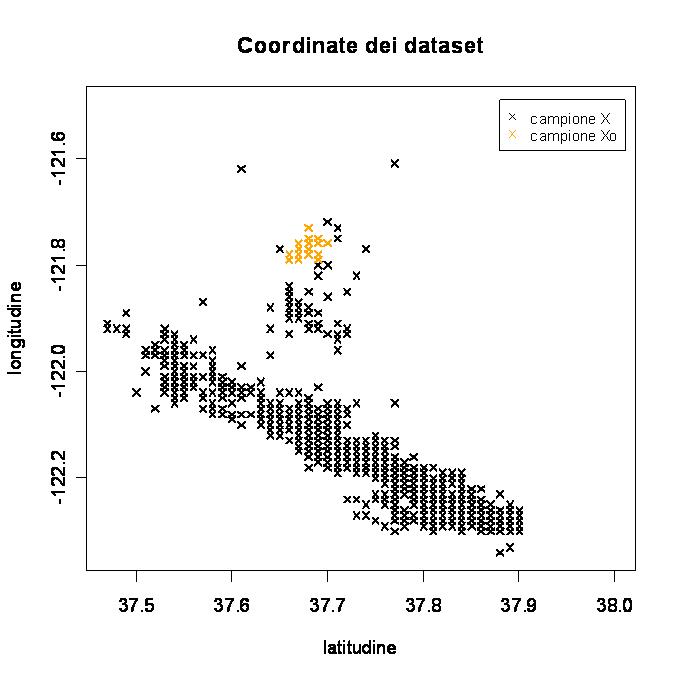 Coordinate dei dataset
campione X
campione Xo
-121.6
-121.8
-122.0
-122.2
longitudine
37.5 37.6 37.7 37.8 37.9 38.0
latitudine